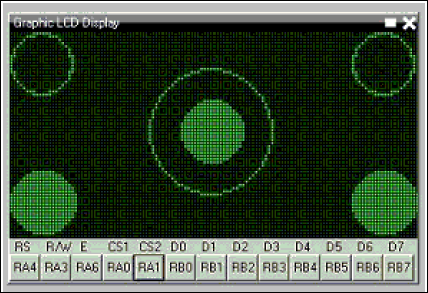 Graphic LCD Display
RS R/W E CS1 CS2 D0 D1 D2 D3 D4 D5 D6 D7
RA4 RA3 RA6 RA0 RA1 RB0 RB1 RB2 RB3 RB4 RB5 RB6 RB7